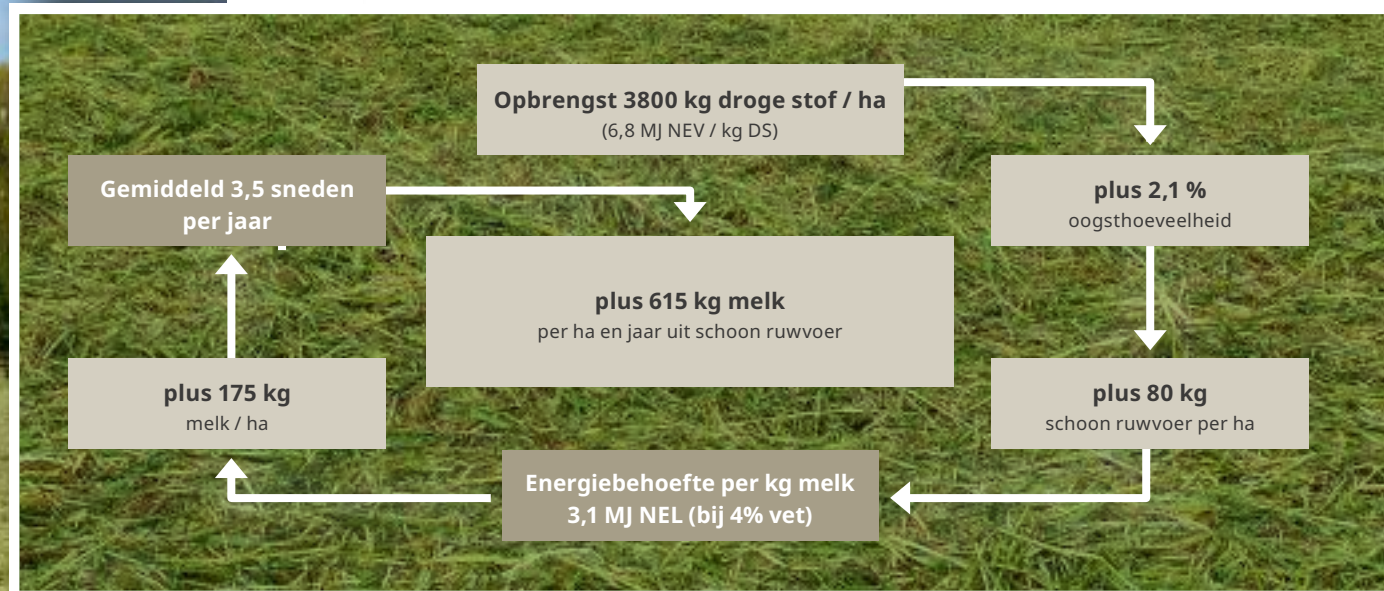 Opbrengst 3800 kg droge stof / ha
(6,8 MJ NEV / kg DS)
plus 2,1 %
oogsthoeveelheid
plus 80 kg
schoon ruwvoer per ha
Energiebehoefte per kg melk
3,1 MJ NEL (bij 4% vet)
plus 175 kg
melk / ha
Gemiddeld 3,5 sneden
per jaar
plus 615 kg melk
per ha en jaar uit schoon ruwvoer